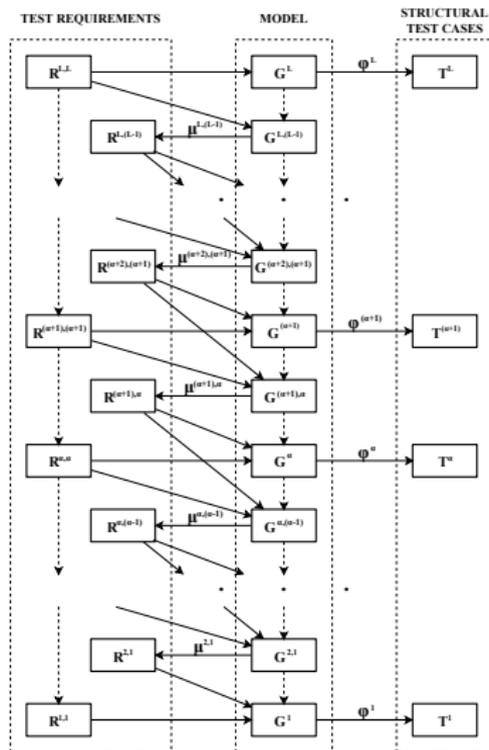 TEST REQUIREMENTS MODEL STRUCTURAL TEST CASES
R^L,L G^L φ^L T^L
R^L,(L-1) μ^L,(L-1) G^L,(L-1)
. . .
R^(α+2),(α+1) μ^(α+2),(α+1) G^(α+2),(α+1)
R^(α+1),(α+1) G^(α+1) φ^(α+1) T^(α+1)
R^(α+1),α μ^(α+1),α G^(α+1),α
R^α,α G^α φ^α T^α
R^α,(α-1) μ^α,(α-1) G^α,(α-1)
. . .
R^2,1 μ^2,1 G^2,1
R^1,1 G^1 φ^1 T^1